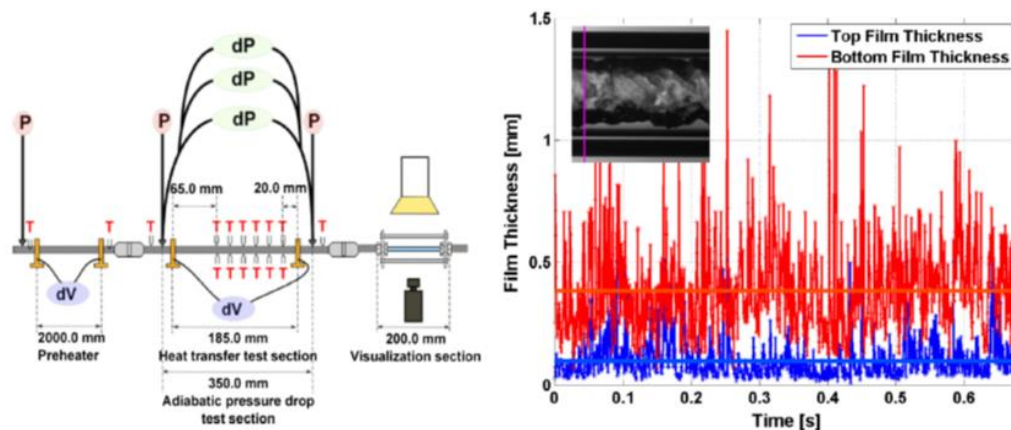 dP
dP
P P dP P
65.0 mm 20.0 mm
T T T T T T T T T T
T T T T T T
dV dV
2000.0 mm 185.0 mm 200.0 mm
Preheater Heat transfer test section Visualization section
350.0 mm
Adiabatic pressure drop
test section
Film Thickness [mm]
1.5
1
0.5
0
Top Film Thickness
Bottom Film Thickness
0 0.1 0.2 0.3 0.4 0.5 0.6
Time [s]